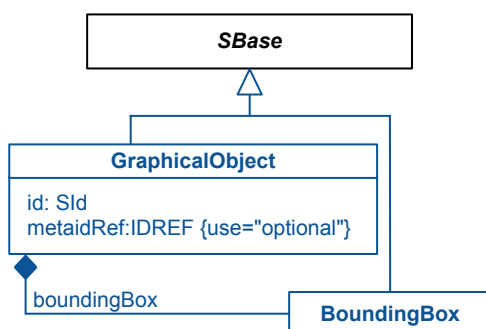 SBase
GraphicalObject
id: SId
metaidRef:IDREF {use="optional"}
boundingBox
BoundingBox